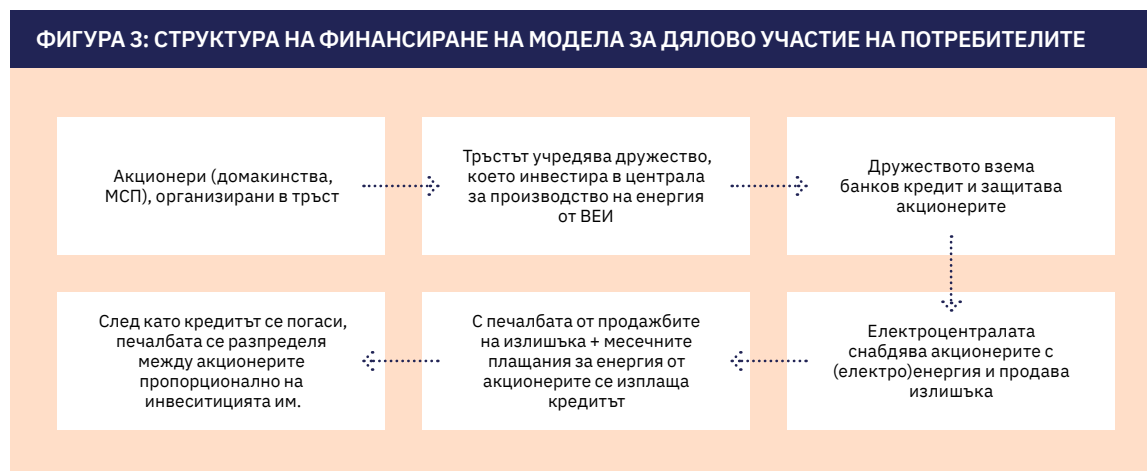 ФИГУРА 3: СТРУКТУРА НА ФИНАНСИРАНЕ НА МОДЕЛА ЗА ДЯЛОВО УЧАСТИЕ НА ПОТРЕБИТЕЛИТЕ
Акционери (домакинства,
МСП), организирани в тръст
Тръстът учредява дружество,
което инвестира в централа
за производство на енергия
от ВЕИ
Дружеството взема
банков кредит и защитава
акционерите
Електроцентралата
снабдява акционерите с
(електро)енергия и продава
излишъка
С печалбата от продажбите
на излишъка + месечните
плащания за енергия от
акционерите се изплаща
кредитът
След като кредитът се погаси,
печалбата се разпределя
между акционерите
пропорционално на
инвеситицията им.